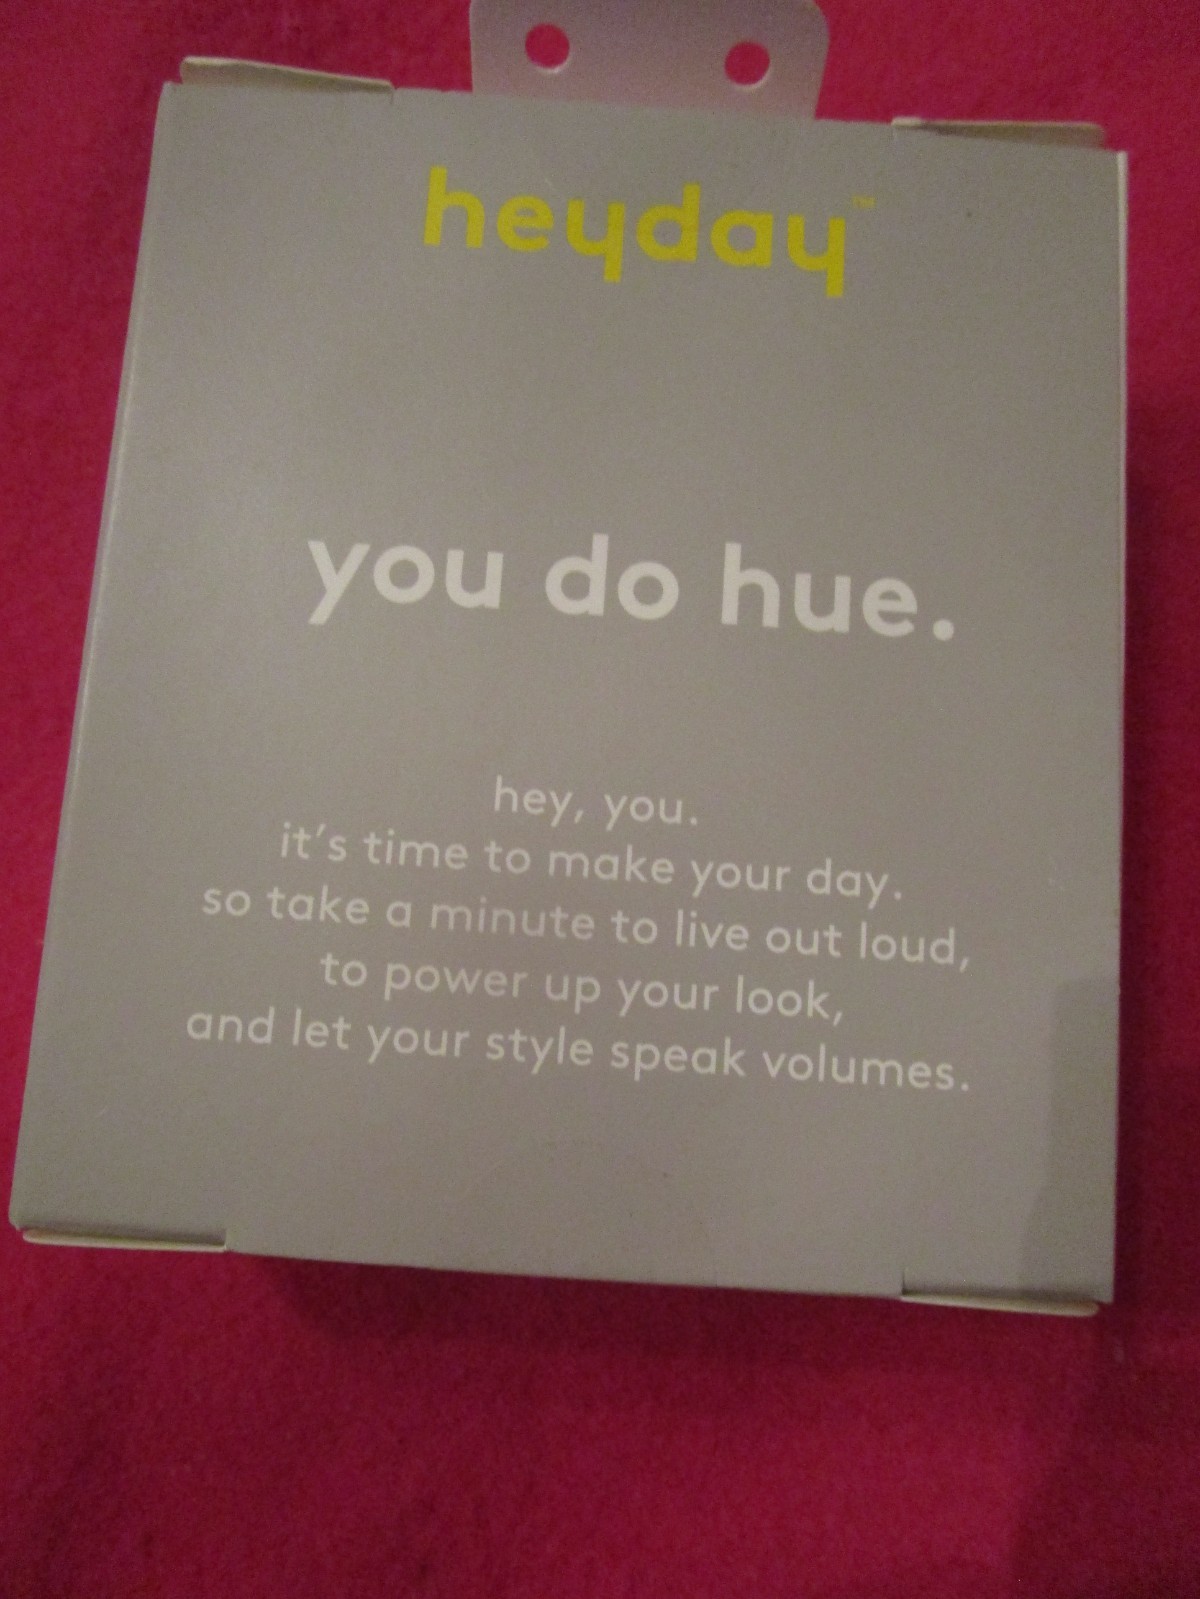 heyday™
you do hue.
hey, you.
it's time to make your day.
so take a minute to live out loud,
to power up your look,
and let your style speak volumes.